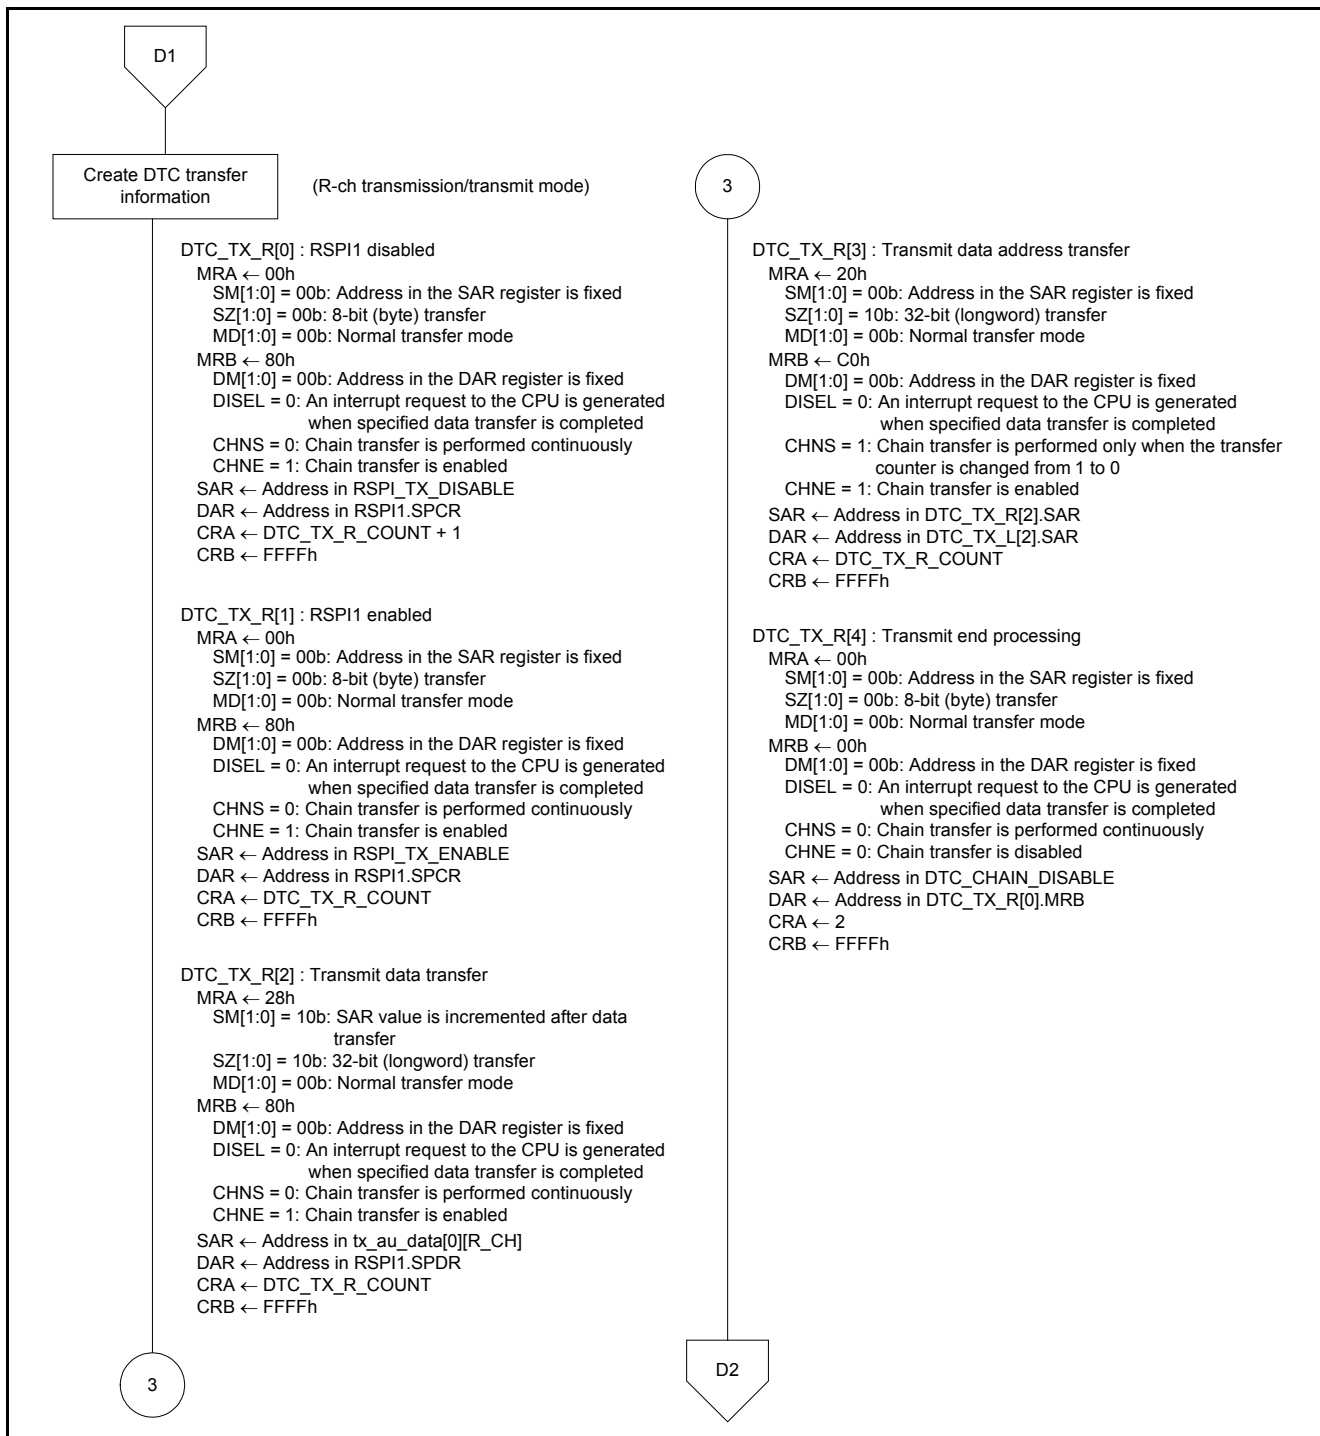 D1
Create DTC transfer
information
(R-ch transmission/transmit mode)
DTC_TX_R[0] : RSPI1 disabled
MRA ← 00h
SM[1:0] = 00b: Address in the SAR register is fixed
SZ[1:0] = 00b: 8-bit (byte) transfer
MD[1:0] = 00b: Normal transfer mode
MRB ← 80h
DM[1:0] = 00b: Address in the DAR register is fixed
DISEL = 0: An interrupt request to the CPU is generated
when specified data transfer is completed
CHNS = 0: Chain transfer is performed continuously
CHNE = 1: Chain transfer is enabled
SAR ← Address in RSPI_TX_DISABLE
DAR ← Address in RSPI1.SPCR
CRA ← DTC_TX_R_COUNT + 1
CRB ← FFFFh
DTC_TX_R[1] : RSPI1 enabled
MRA ← 00h
SM[1:0] = 00b: Address in the SAR register is fixed
SZ[1:0] = 00b: 8-bit (byte) transfer
MD[1:0] = 00b: Normal transfer mode
MRB ← 80h
DM[1:0] = 00b: Address in the DAR register is fixed
DISEL = 0: An interrupt request to the CPU is generated
when specified data transfer is completed
CHNS = 0: Chain transfer is performed continuously
CHNE = 1: Chain transfer is enabled
SAR ← Address in RSPI_TX_ENABLE
DAR ← Address in RSPI1.SPCR
CRA ← DTC_TX_R_COUNT
CRB ← FFFFh
DTC_TX_R[2] : Transmit data transfer
MRA ← 28h
SM[1:0] = 10b: SAR value is incremented after data
transfer
SZ[1:0] = 10b: 32-bit (longword) transfer
MD[1:0] = 00b: Normal transfer mode
MRB ← 80h
DM[1:0] = 00b: Address in the DAR register is fixed
DISEL = 0: An interrupt request to the CPU is generated
when specified data transfer is completed
CHNS = 0: Chain transfer is performed continuously
CHNE = 1: Chain transfer is enabled
SAR ← Address in tx_au_data[0][R_CH]
DAR ← Address in RSPI1.SPDR
CRA ← DTC_TX_R_COUNT
CRB ← FFFFh
3
3
DTC_TX_R[3] : Transmit data address transfer
MRA ← 20h
SM[1:0] = 00b: Address in the SAR register is fixed
SZ[1:0] = 10b: 32-bit (longword) transfer
MD[1:0] = 00b: Normal transfer mode
MRB ← C0h
DM[1:0] = 00b: Address in the DAR register is fixed
DISEL = 0: An interrupt request to the CPU is generated
when specified data transfer is completed
CHNS = 1: Chain transfer is performed only when the transfer
counter is changed from 1 to 0
CHNE = 1: Chain transfer is enabled
SAR ← Address in DTC_TX_R[2].SAR
DAR ← Address in DTC_TX_L[2].SAR
CRA ← DTC_TX_R_COUNT
CRB ← FFFFh
DTC_TX_R[4] : Transmit end processing
MRA ← 00h
SM[1:0] = 00b: Address in the SAR register is fixed
SZ[1:0] = 00b: 8-bit (byte) transfer
MD[1:0] = 00b: Normal transfer mode
MRB ← 00h
DM[1:0] = 00b: Address in the DAR register is fixed
DISEL = 0: An interrupt request to the CPU is generated
when specified data transfer is completed
CHNS = 0: Chain transfer is performed continuously
CHNE = 0: Chain transfer is disabled
SAR ← Address in DTC_CHAIN_DISABLE
DAR ← Address in DTC_TX_R[0].MRB
CRA ← 2
CRB ← FFFFh
D2